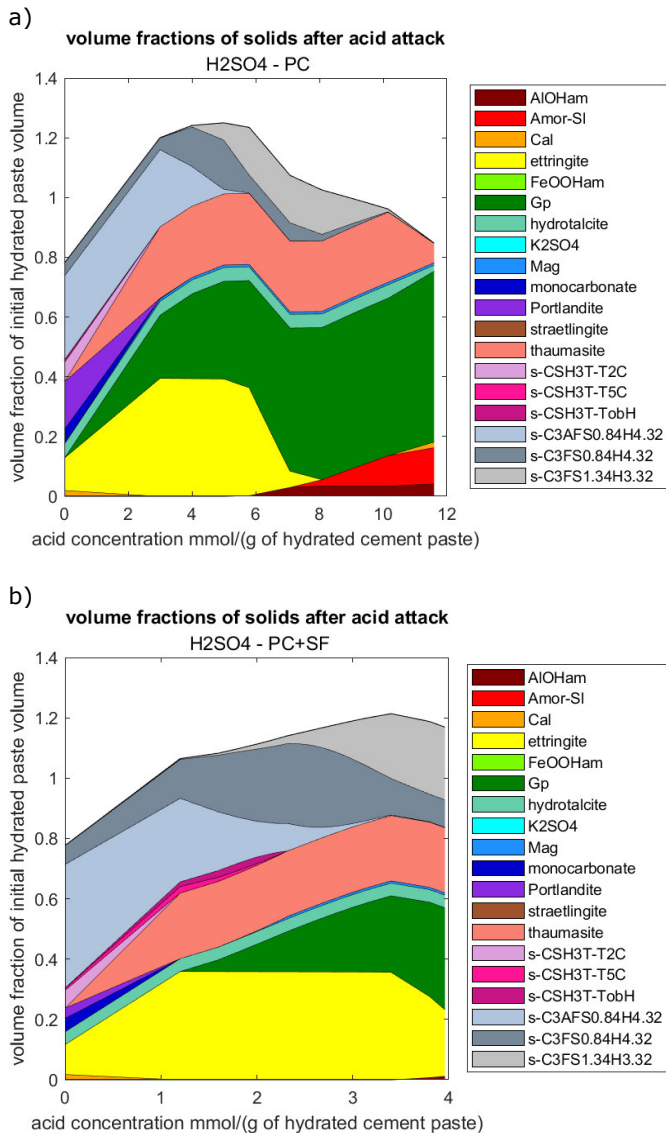 a)
volume fractions of solids after acid attack
H2SO4 - PC
volume fraction of initial hydrated paste volume
1.4
1.2
1
0.8
0.6
0.4
0.2
0
0
2
4
6
8
10
12
acid concentration mmol/(g of hydrated cement paste)
AlOHam
Amor-Sl
Cal
ettringite
FeOOHam
Gp
hydrotalcite
K2SO4
Mag
monocarbonate
Portlandite
straetlingite
thaumasite
s-CSH3T-T2C
s-CSH3T-T5C
s-CSH3T-TobH
s-C3AFS0.84H4.32
s-C3FS0.84H4.32
s-C3FS1.34H3.32
b)
volume fractions of solids after acid attack
H2SO4 - PC+SF
volume fraction of initial hydrated paste volume
1.4
1.2
1
0.8
0.6
0.4
0.2
0
0
1
2
3
4
acid concentration mmol/(g of hydrated cement paste)
AlOHam
Amor-Sl
Cal
ettringite
FeOOHam
Gp
hydrotalcite
K2SO4
Mag
monocarbonate
Portlandite
straetlingite
thaumasite
s-CSH3T-T2C
s-CSH3T-T5C
s-CSH3T-TobH
s-C3AFS0.84H4.32
s-C3FS0.84H4.32
s-C3FS1.34H3.32